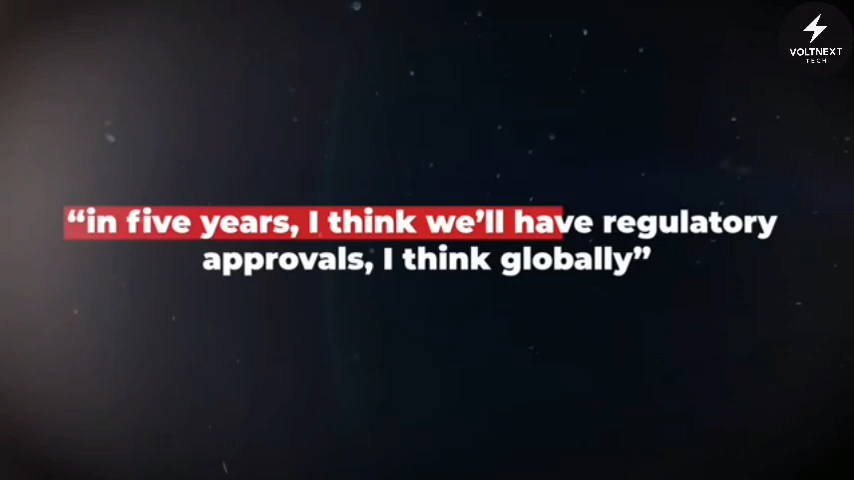 VOLTNEXT
TECH
“in five years, I think we’ll have regulatory
approvals, I think globally”